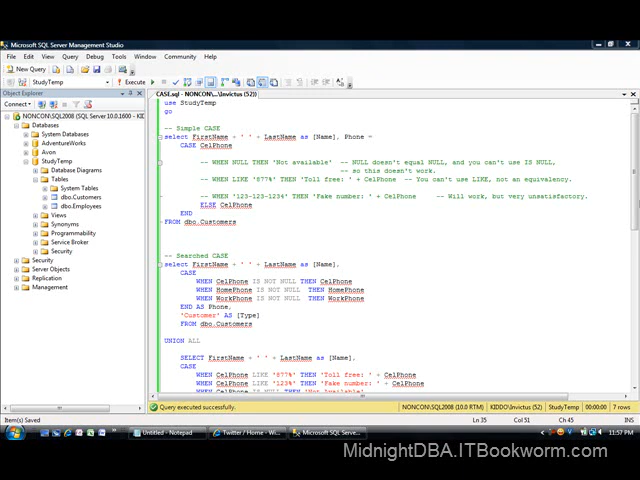 Microsoft SQL Server Management Studio
File Edit View Query Debug Tools Window Community Help
New Query
StudyTemp Execute
Object Explorer
Connect
NONCON\SQL2008 (SQL Server 10.0.1600 - KID
Databases
System Databases
AdventureWorks
Avon
StudyTemp
Database Diagrams
Tables
System Tables
dbo.Customers
dbo.Employees
Views
Synonyms
Programmability
Service Broker
Security
Security
Server Objects
Replication
Management
CASE.sql - NONCON\...\Invictus (52))
use StudyTemp
go
-- Simple CASE
select FirstName + ' ' + LastName as [Name], Phone =
CASE CelPhone
-- WHEN NULL THEN 'Not available' -- NULL doesn't equal NULL, and you can't use IS NULL,
-- so this doesn't work.
-- WHEN LIKE '877%' THEN 'Toll free: ' + CelPhone -- You can't use LIKE, not an equivalency.
-- WHEN '123-123-1234' THEN 'Fake number: ' + CelPhone -- Will work, but very unsatisfactory.
ELSE CelPhone
END
FROM dbo.Customers
-- Searched CASE
select FirstName + ' ' + LastName as [Name],
CASE
WHEN CelPhone IS NOT NULL THEN CelPhone
WHEN HomePhone IS NOT NULL THEN HomePhone
WHEN WorkPhone IS NOT NULL THEN WorkPhone
END AS Phone,
'Customer' AS [Type]
FROM dbo.Customers
UNION ALL
SELECT FirstName + ' ' + LastName as [Name],
CASE
WHEN CelPhone LIKE '877%' THEN 'Toll free: ' + CelPhone
WHEN CelPhone LIKE '123%' THEN 'Fake number: ' + CelPhone
WHEN CelPhone IS NULL THEN 'Not Available'
Query executed successfully. NONCON\SQL2008 (10.0 RTM) KIDDO\Invictus (52) StudyTemp 00:00:00 7 rows
Item(s) Saved Ln 35 Col 51 Ch 45 INS
Untitled - Notepad Twitter / Home - Wi... Microsoft SQL Serve... 11:57 PM
MidnightDBA.ITBookworm.com